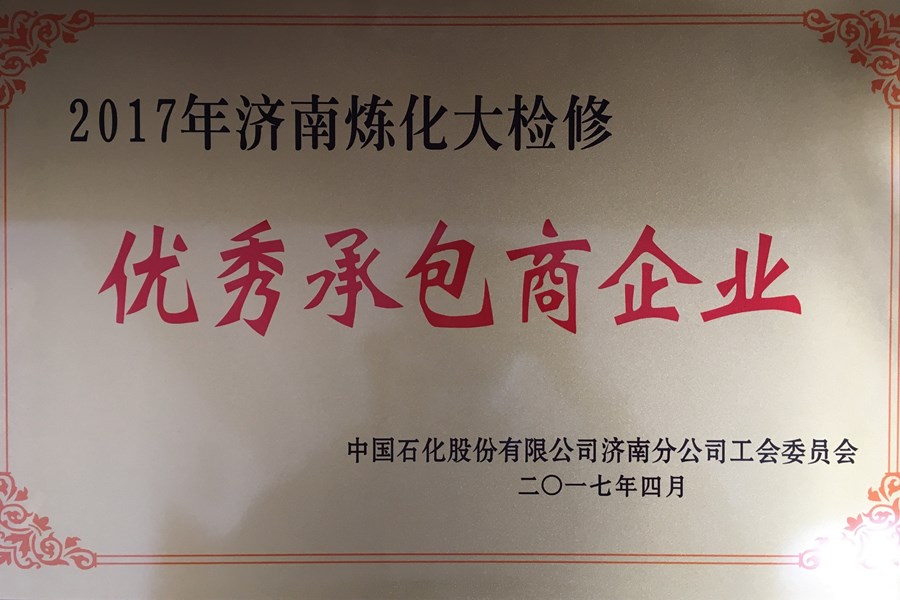 2017年济南炼化大检修
优秀承包商企业
中国石化股份有限公司济南分公司工会委员会
二〇一七年四月